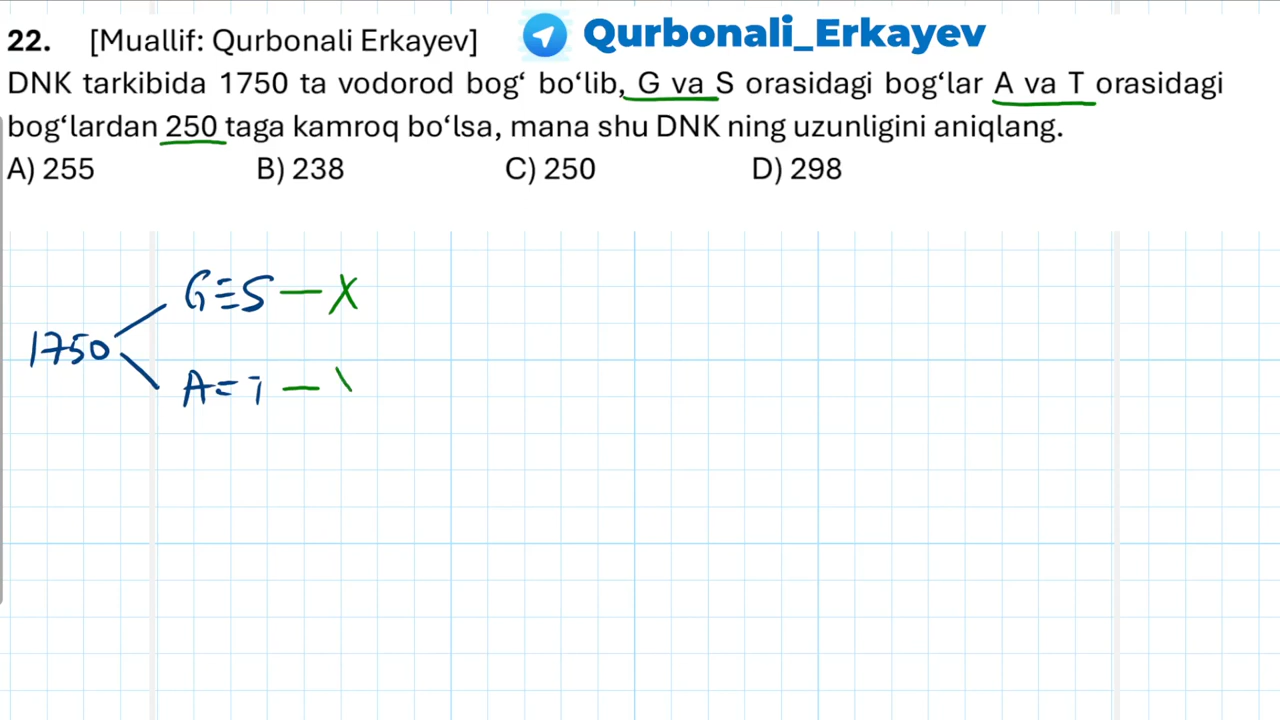 22. [Muallif: Qurbonali Erkayev] Qurbonali_Erkayev
DNK tarkibida 1750 ta vodorod bog‘ bo‘lib, G va S orasidagi bog‘lar A va T orasidagi
bog‘lardan 250 taga kamroq bo‘lsa, mana shu DNK ning uzunligini aniqlang.
A) 255 B) 238 C) 250 D) 298
G≡S — X
1750
A=T —